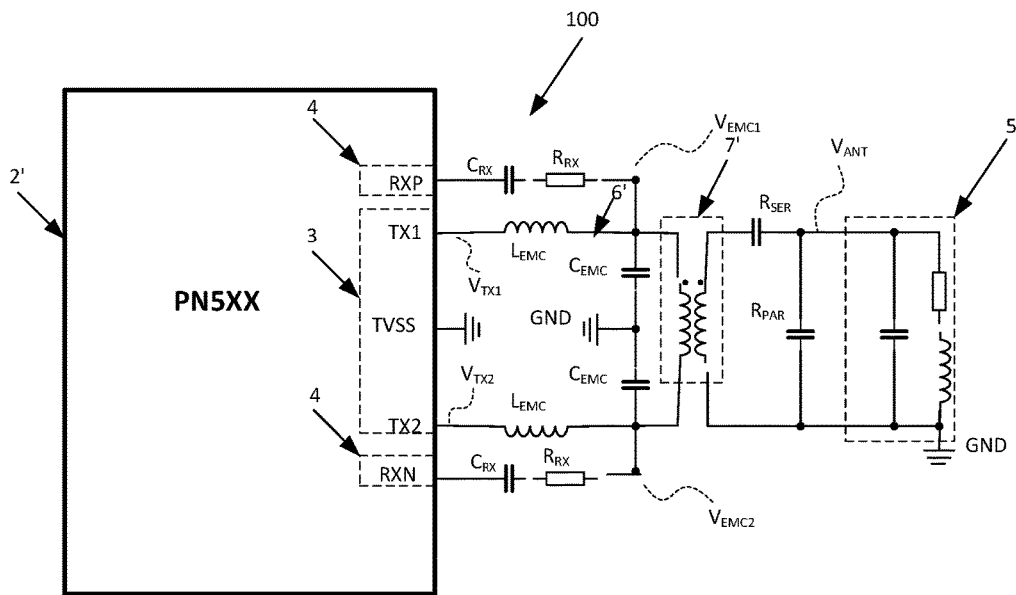 100
4
V_EMC1
7'
5
C_RX
R_RX
V_ANT
2'
RXP
6'
R_SER
3
TX1
L_EMC
C_EMC
V_TX1
PN5XX
TVSS
GND
R_PAR
V_TX2
C_EMC
4
L_EMC
TX2
GND
RXN
C_RX
R_RX
V_EMC2